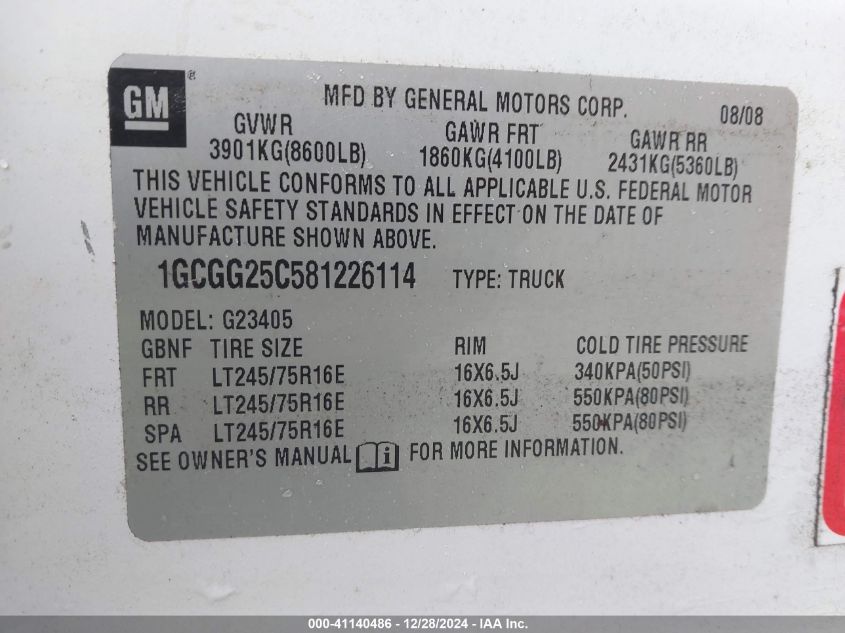 GM ®
MFD BY GENERAL MOTORS CORP. 08/08
GVWR GAWR FRT GAWR RR
3901KG(8600LB) 1860KG(4100LB) 2431KG(5360LB)
THIS VEHICLE CONFORMS TO ALL APPLICABLE U.S. FEDERAL MOTOR
VEHICLE SAFETY STANDARDS IN EFFECT ON THE DATE OF
MANUFACTURE SHOWN ABOVE.
1GCGG25C581226114 TYPE: TRUCK
MODEL: G23405
GBNF TIRE SIZE RIM COLD TIRE PRESSURE
FRT LT245/75R16E 16X6.5J 340KPA(50PSI)
RR LT245/75R16E 16X6.5J 550KPA(80PSI)
SPA LT245/75R16E 16X6.5J 550KPA(80PSI)
SEE OWNER'S MANUAL i FOR MORE INFORMATION.
000-41140486 - 12/28/2024 - IAA Inc.